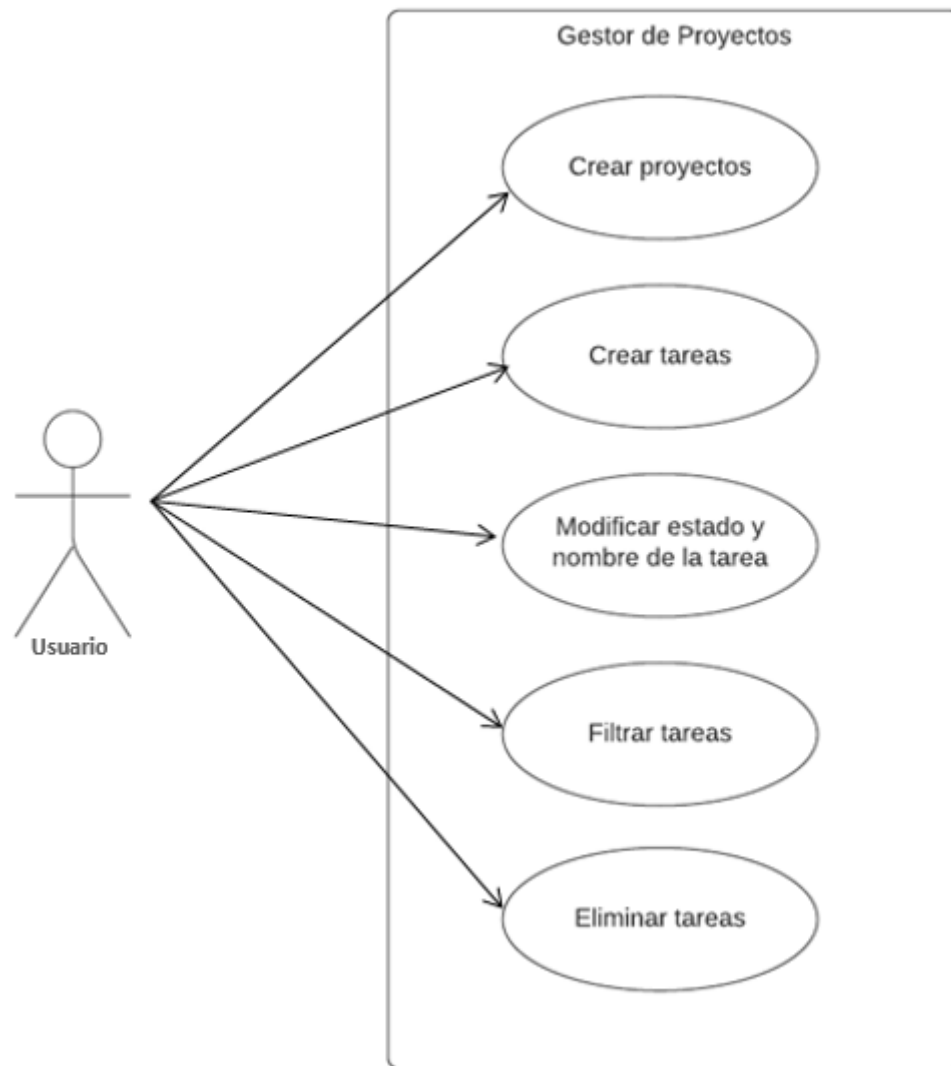 Gestor de Proyectos
Crear proyectos
Crear tareas
Modificar estado y
nombre de la tarea
Usuario
Filtrar tareas
Eliminar tareas